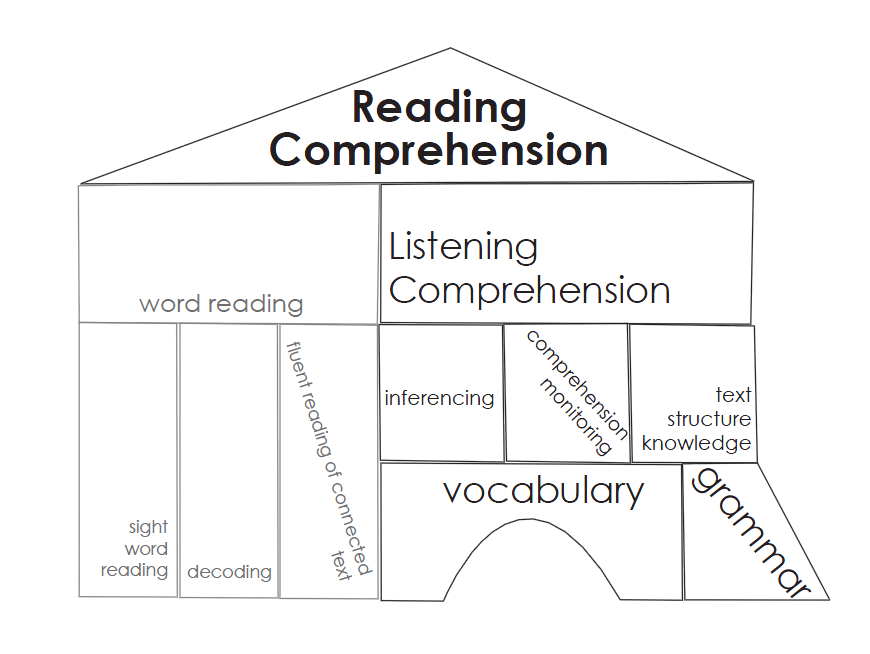 Reading
Comprehension
Listening
Comprehension
word reading
inferencing
comprehension
monitoring
text
structure
knowledge
sight
word
reading
decoding
fluent reading of connected
text
vocabulary
grammar